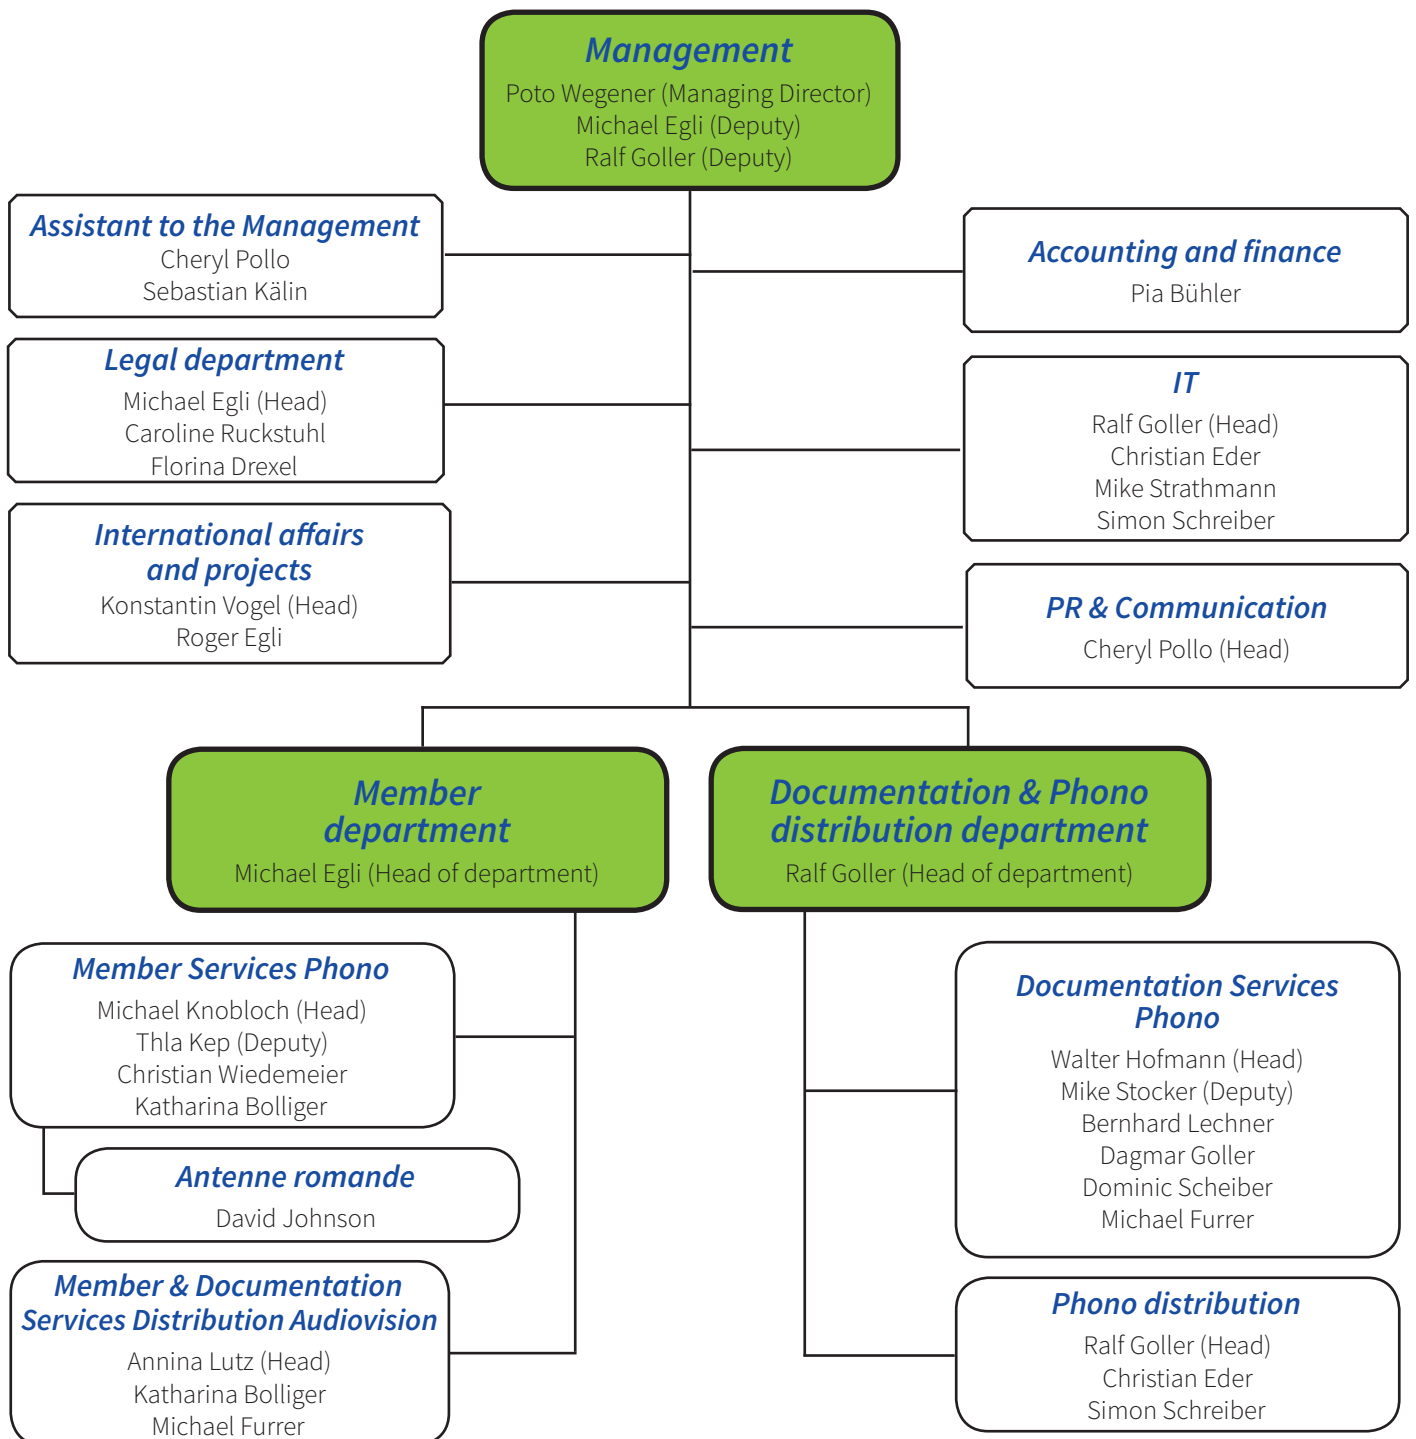 Management
Poto Wegener (Managing Director)
Michael Egli (Deputy)
Ralf Goller (Deputy)
Assistant to the Management
Cheryl Pollo
Sebastian Kälin
Accounting and finance
Pia Bühler
Legal department
Michael Egli (Head)
Caroline Ruckstuhl
Florina Drexel
IT
Ralf Goller (Head)
Christian Eder
Mike Strathmann
Simon Schreiber
International affairs
and projects
Konstantin Vogel (Head)
Roger Egli
PR & Communication
Cheryl Pollo (Head)
Member
department
Michael Egli (Head of department)
Documentation & Phono
distribution department
Ralf Goller (Head of department)
Member Services Phono
Michael Knobloch (Head)
Thla Kep (Deputy)
Christian Wiedemeier
Katharina Bolliger
Antenne romande
David Johnson
Member & Documentation
Services Distribution Audiovision
Annina Lutz (Head)
Katharina Bolliger
Michael Furrer
Documentation Services
Phono
Walter Hofmann (Head)
Mike Stocker (Deputy)
Bernhard Lechner
Dagmar Goller
Dominic Scheiber
Michael Furrer
Phono distribution
Ralf Goller (Head)
Christian Eder
Simon Schreiber